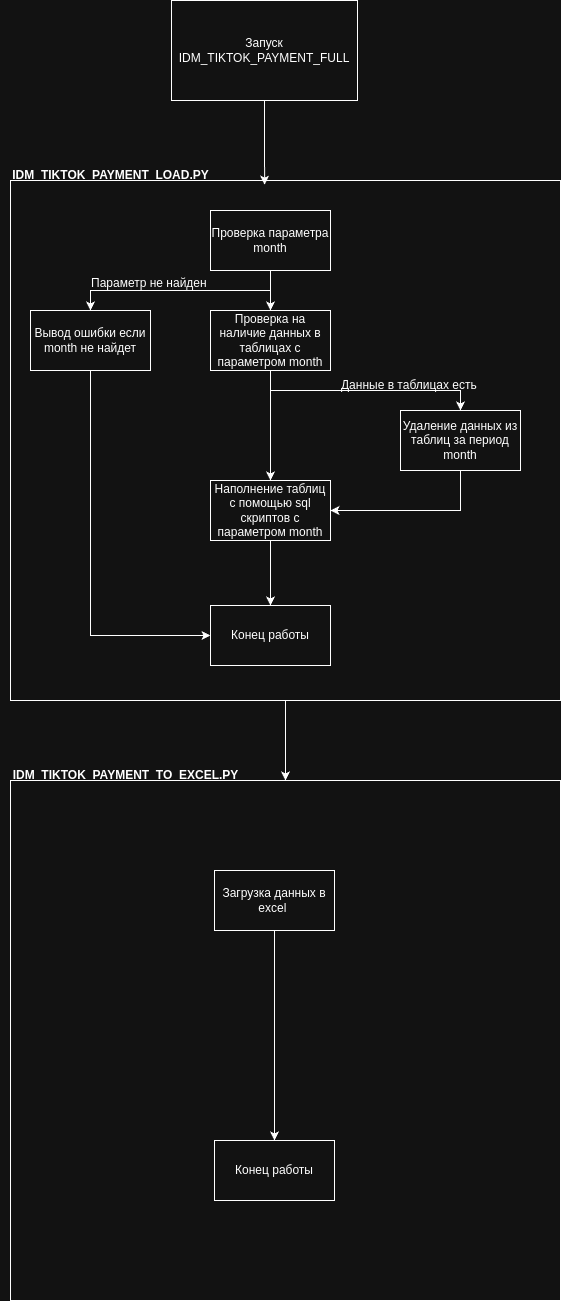 Запуск
IDM_TIKTOK_PAYMENT_FULL
IDM_TIKTOK_PAYMENT_LOAD.PY
Проверка параметра
month
Параметр не найден
Вывод ошибки если
month не найдет
Проверка на
наличие данных в
таблицах с
параметром month
Данные в таблицах есть
Удаление данных из
таблиц за период
month
Наполнение таблиц
с помощью sql
скриптов с
параметром month
Конец работы
IDM_TIKTOK_PAYMENT_TO_EXCEL.PY
Загрузка данных в
excel
Конец работы